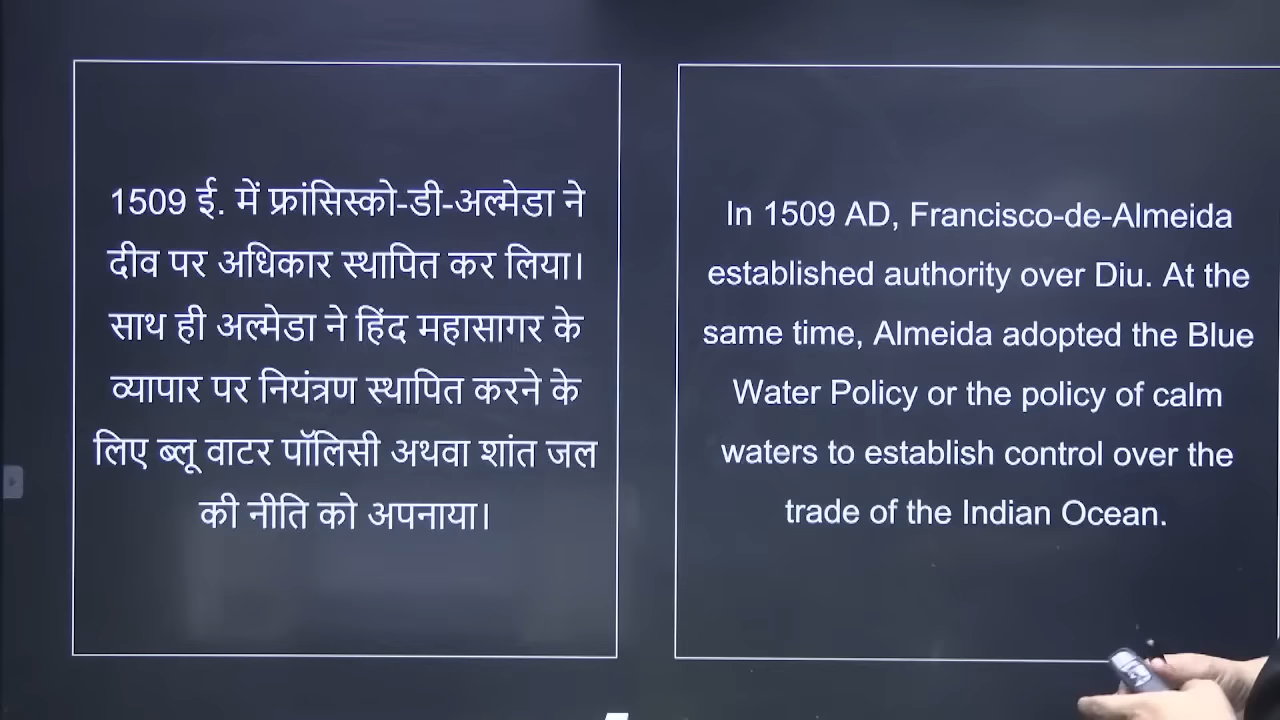 1509 ई. में फ्रांसिस्को-डी-अल्मेडा ने
दीव पर अधिकार स्थापित कर लिया।
साथ ही अल्मेडा ने हिंद महासागर के
व्यापार पर नियंत्रण स्थापित करने के
लिए ब्लू वाटर पॉलिसी अथवा शांत जल
की नीति को अपनाया।
In 1509 AD, Francisco-de-Almeida
established authority over Diu. At the
same time, Almeida adopted the Blue
Water Policy or the policy of calm
waters to establish control over the
trade of the Indian Ocean.